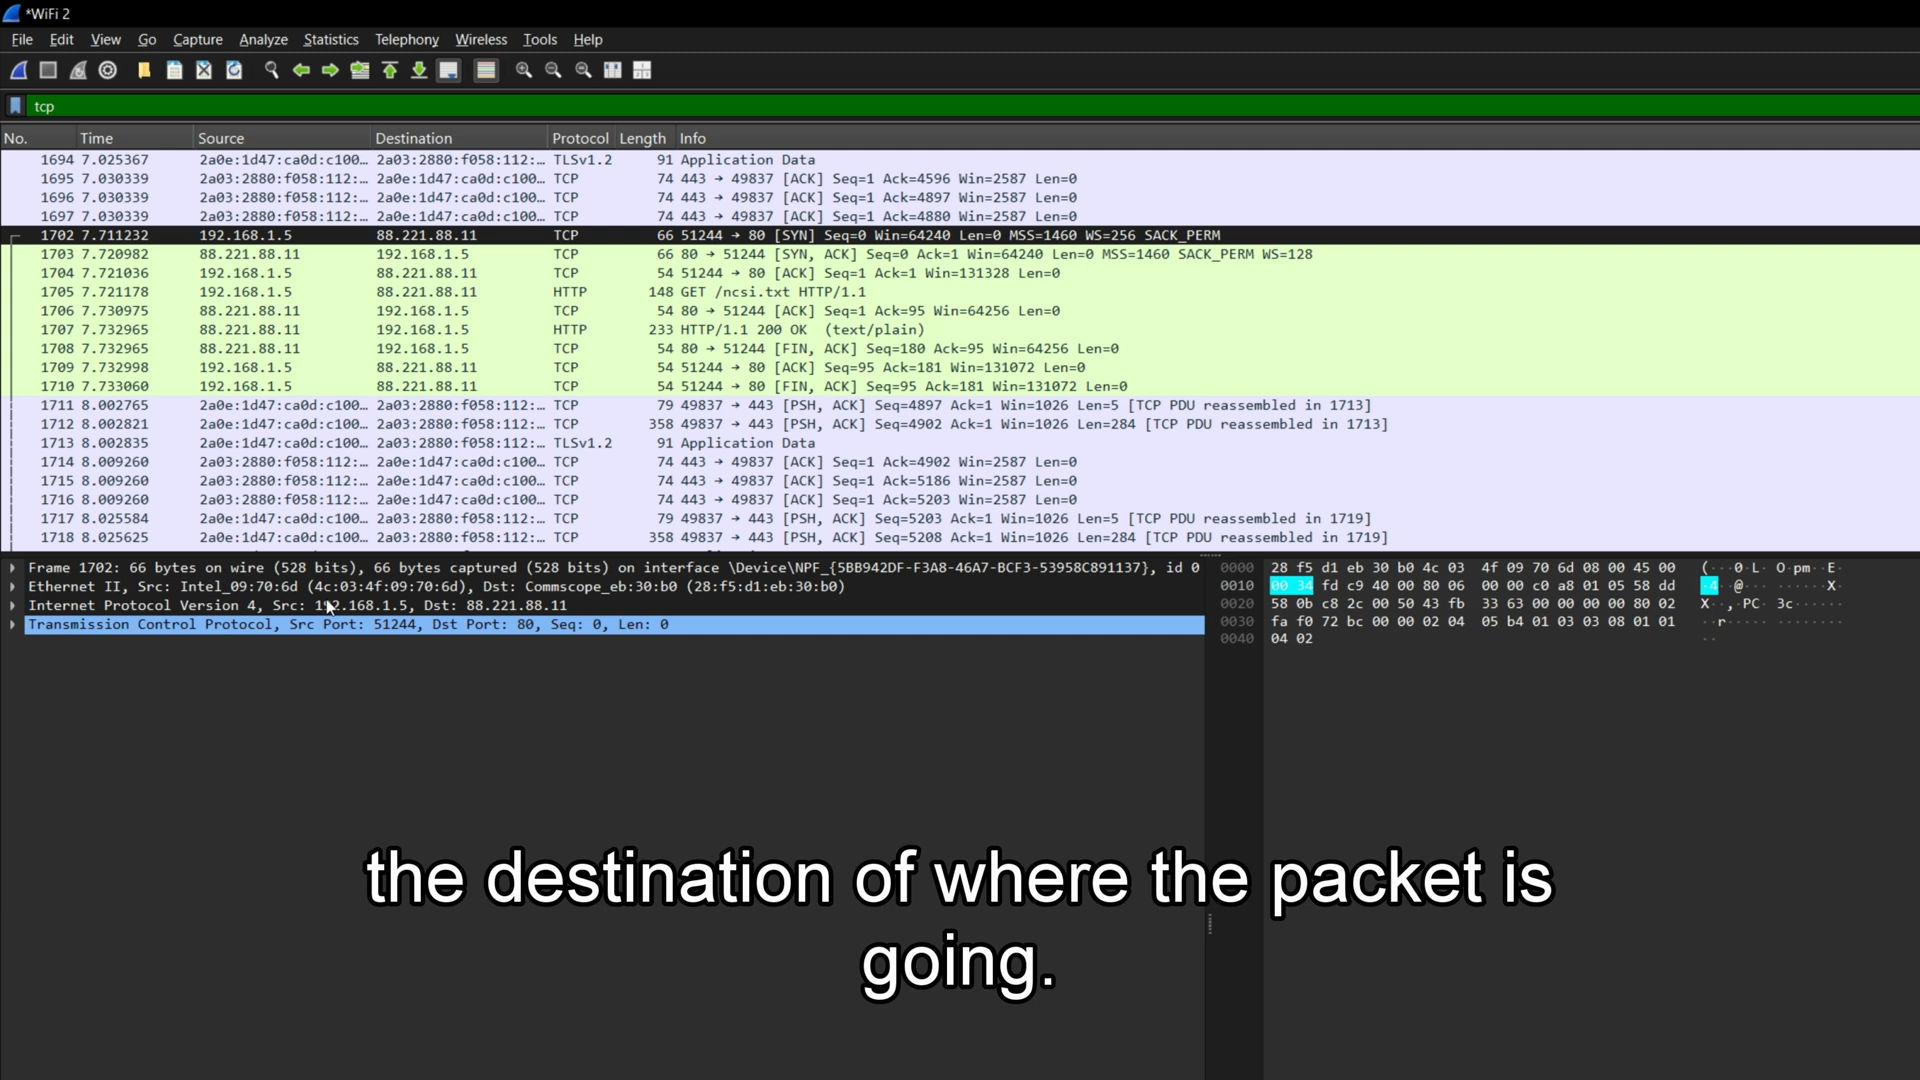 *WiFi 2
File Edit View Go Capture Analyze Statistics Telephony Wireless Tools Help
tcp
No. Time Source Destination Protocol Length Info
1694 7.025367 2a0e:1d47:ca0d:c100… 2a03:2880:f058:112:… TLSv1.2 91 Application Data
1695 7.030339 2a03:2880:f058:112:… 2a0e:1d47:ca0d:c100… TCP 74 443 → 49837 [ACK] Seq=1 Ack=4596 Win=2587 Len=0
1696 7.030339 2a03:2880:f058:112:… 2a0e:1d47:ca0d:c100… TCP 74 443 → 49837 [ACK] Seq=1 Ack=4897 Win=2587 Len=0
1697 7.030339 2a03:2880:f058:112:… 2a0e:1d47:ca0d:c100… TCP 74 443 → 49837 [ACK] Seq=1 Ack=4880 Win=2587 Len=0
1702 7.711232 192.168.1.5 88.221.88.11 TCP 66 51244 → 80 [SYN] Seq=0 Win=64240 Len=0 MSS=1460 WS=256 SACK_PERM
1703 7.720982 88.221.88.11 192.168.1.5 TCP 66 80 → 51244 [SYN, ACK] Seq=0 Ack=1 Win=64240 Len=0 MSS=1460 SACK_PERM WS=128
1704 7.721036 192.168.1.5 88.221.88.11 TCP 54 51244 → 80 [ACK] Seq=1 Ack=1 Win=131328 Len=0
1705 7.721178 192.168.1.5 88.221.88.11 HTTP 148 GET /ncsi.txt HTTP/1.1
1706 7.730975 88.221.88.11 192.168.1.5 TCP 54 80 → 51244 [ACK] Seq=1 Ack=95 Win=64256 Len=0
1707 7.732965 88.221.88.11 192.168.1.5 HTTP 233 HTTP/1.1 200 OK (text/plain)
1708 7.732965 88.221.88.11 192.168.1.5 TCP 54 80 → 51244 [FIN, ACK] Seq=180 Ack=95 Win=64256 Len=0
1709 7.732998 192.168.1.5 88.221.88.11 TCP 54 51244 → 80 [ACK] Seq=95 Ack=181 Win=131072 Len=0
1710 7.733060 192.168.1.5 88.221.88.11 TCP 54 51244 → 80 [FIN, ACK] Seq=95 Ack=181 Win=131072 Len=0
1711 8.002765 2a0e:1d47:ca0d:c100… 2a03:2880:f058:112:… TCP 79 49837 → 443 [PSH, ACK] Seq=4897 Ack=1 Win=1026 Len=5 [TCP PDU reassembled in 1713]
1712 8.002821 2a0e:1d47:ca0d:c100… 2a03:2880:f058:112:… TCP 358 49837 → 443 [PSH, ACK] Seq=4902 Ack=1 Win=1026 Len=284 [TCP PDU reassembled in 1713]
1713 8.002835 2a0e:1d47:ca0d:c100… 2a03:2880:f058:112:… TLSv1.2 91 Application Data
1714 8.009260 2a03:2880:f058:112:… 2a0e:1d47:ca0d:c100… TCP 74 443 → 49837 [ACK] Seq=1 Ack=4902 Win=2587 Len=0
1715 8.009260 2a03:2880:f058:112:… 2a0e:1d47:ca0d:c100… TCP 74 443 → 49837 [ACK] Seq=1 Ack=5186 Win=2587 Len=0
1716 8.009260 2a03:2880:f058:112:… 2a0e:1d47:ca0d:c100… TCP 74 443 → 49837 [ACK] Seq=1 Ack=5203 Win=2587 Len=0
1717 8.025584 2a0e:1d47:ca0d:c100… 2a03:2880:f058:112:… TCP 79 49837 → 443 [PSH, ACK] Seq=5203 Ack=1 Win=1026 Len=5 [TCP PDU reassembled in 1719]
1718 8.025625 2a0e:1d47:ca0d:c100… 2a03:2880:f058:112:… TCP 358 49837 → 443 [PSH, ACK] Seq=5208 Ack=1 Win=1026 Len=284 [TCP PDU reassembled in 1719]
Frame 1702: 66 bytes on wire (528 bits), 66 bytes captured (528 bits) on interface \Device\NPF_{5BB942DF-F3A8-46A7-BCF3-53958C891137}, id 0
Ethernet II, Src: Intel_09:70:6d (4c:03:4f:09:70:6d), Dst: Commscope_eb:30:b0 (28:f5:d1:eb:30:b0)
Internet Protocol Version 4, Src: 192.168.1.5, Dst: 88.221.88.11
Transmission Control Protocol, Src Port: 51244, Dst Port: 80, Seq: 0, Len: 0
0000 28 f5 d1 eb 30 b0 4c 03 4f 09 70 6d 08 00 45 00 (···0·L· O·pm··E·
0010 00 34 fd c9 40 00 80 06 00 00 c0 a8 01 05 58 dd ·4··@··· ······X·
0020 58 0b c8 2c 00 50 43 fb 33 63 00 00 00 00 80 02 X··,·PC· 3c······
0030 fa f0 72 bc 00 00 02 04 05 b4 01 03 03 08 01 01 ··r····· ········
0040 04 02 ··
the destination of where the packet is
going.